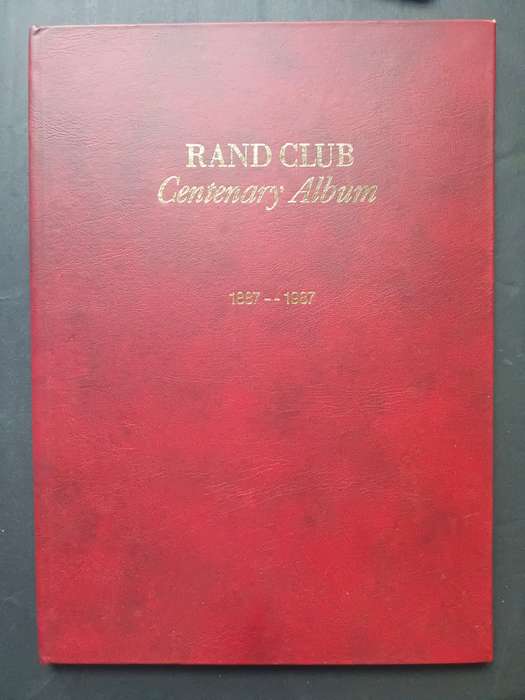 RAND CLUB
Centenary Album
1887 -- 1987